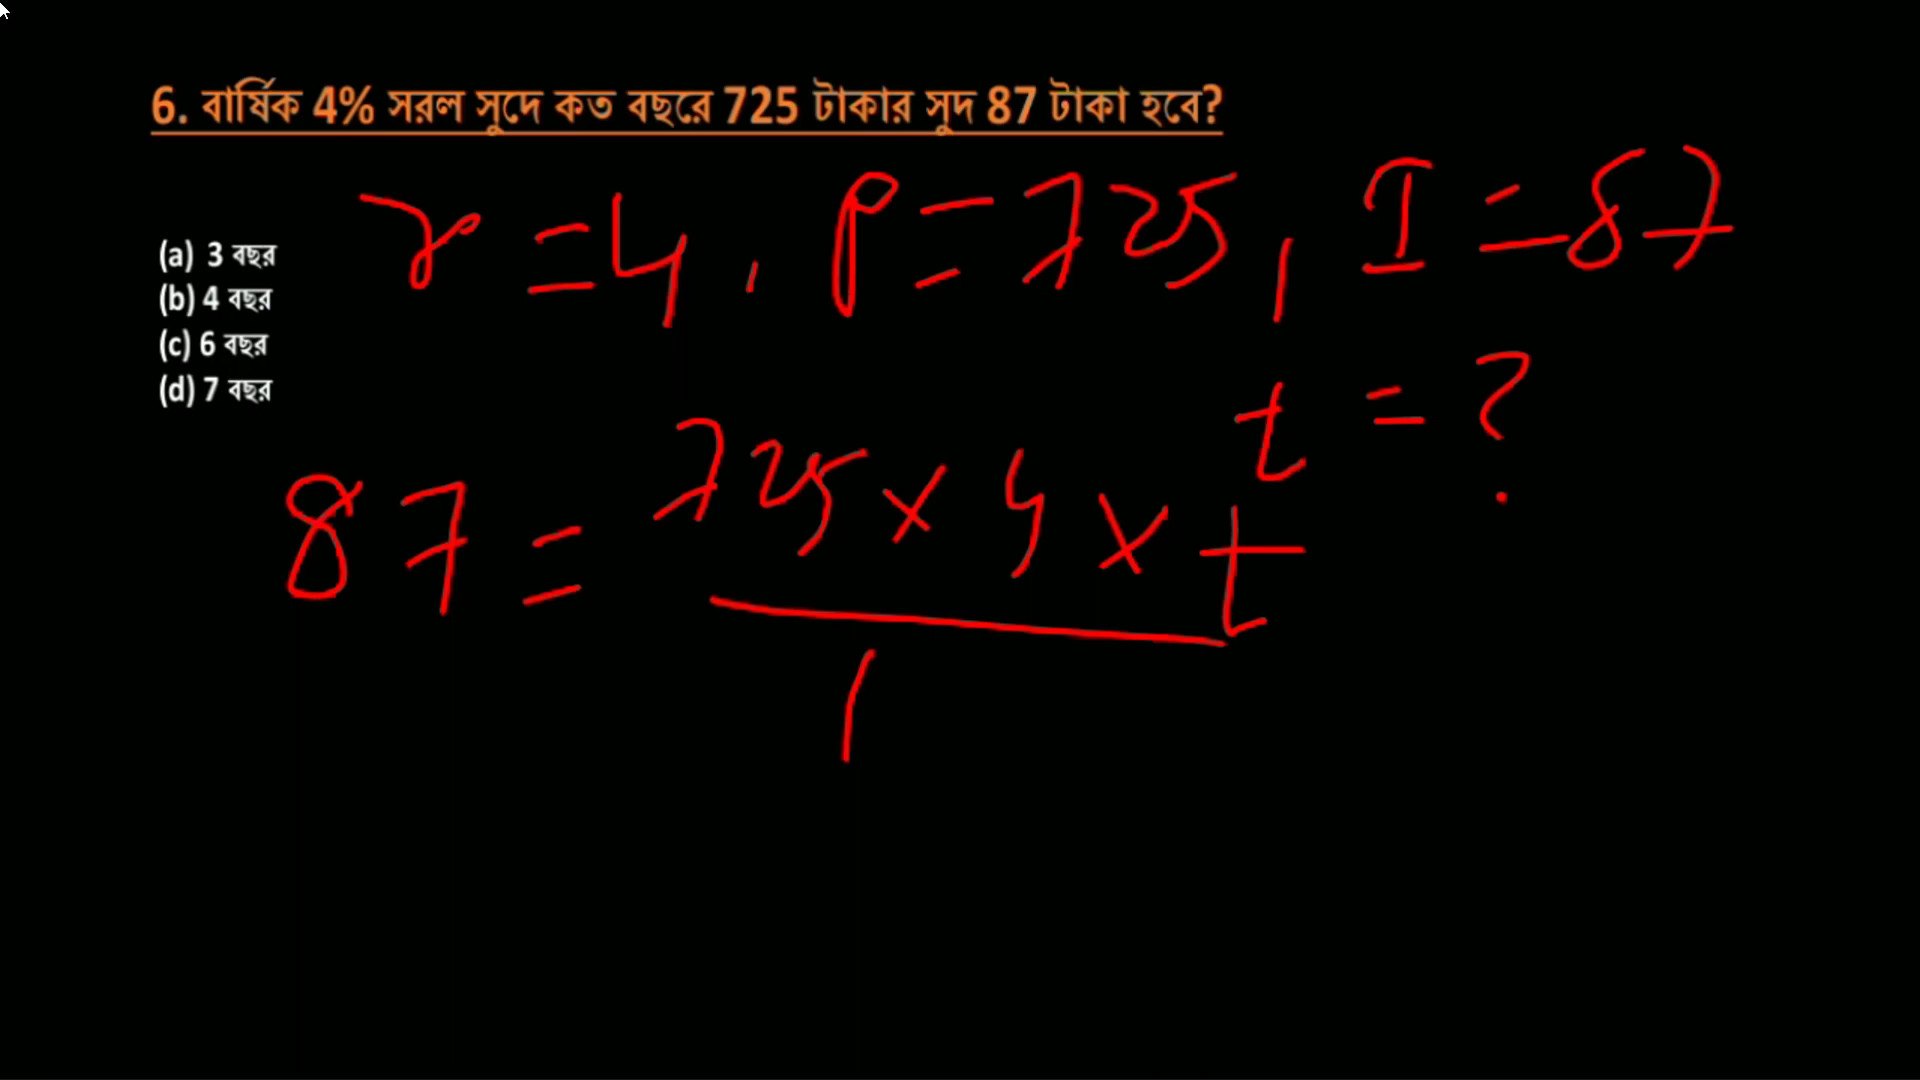 6. বার্ষিক 4% সরল সুদে কত বছরে 725 টাকার সুদ 87 টাকা হবে?
r = 4, P = 725, I = 87
(a) 3 বছর
(b) 4 বছর
(c) 6 বছর
(d) 7 বছর
t = ?
87 = 725 × 4 × t
1